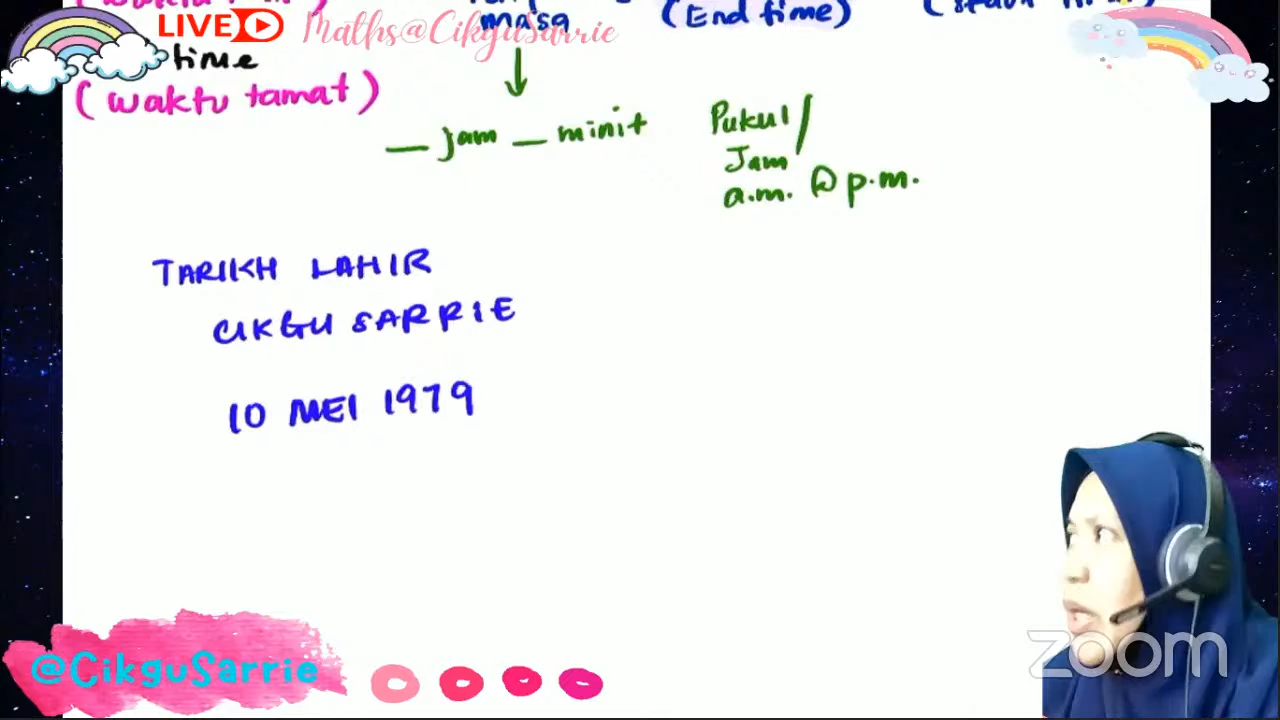 LIVE Maths@CikguSarrie
masa
(End time)
time
(waktu tamat)
— jam — minit
Pukul/
Jam
a.m. @ p.m.
TARIKH LAHIR
CIKGU SARRIE
10 MEI 1979
@CikguSarrie
zoom